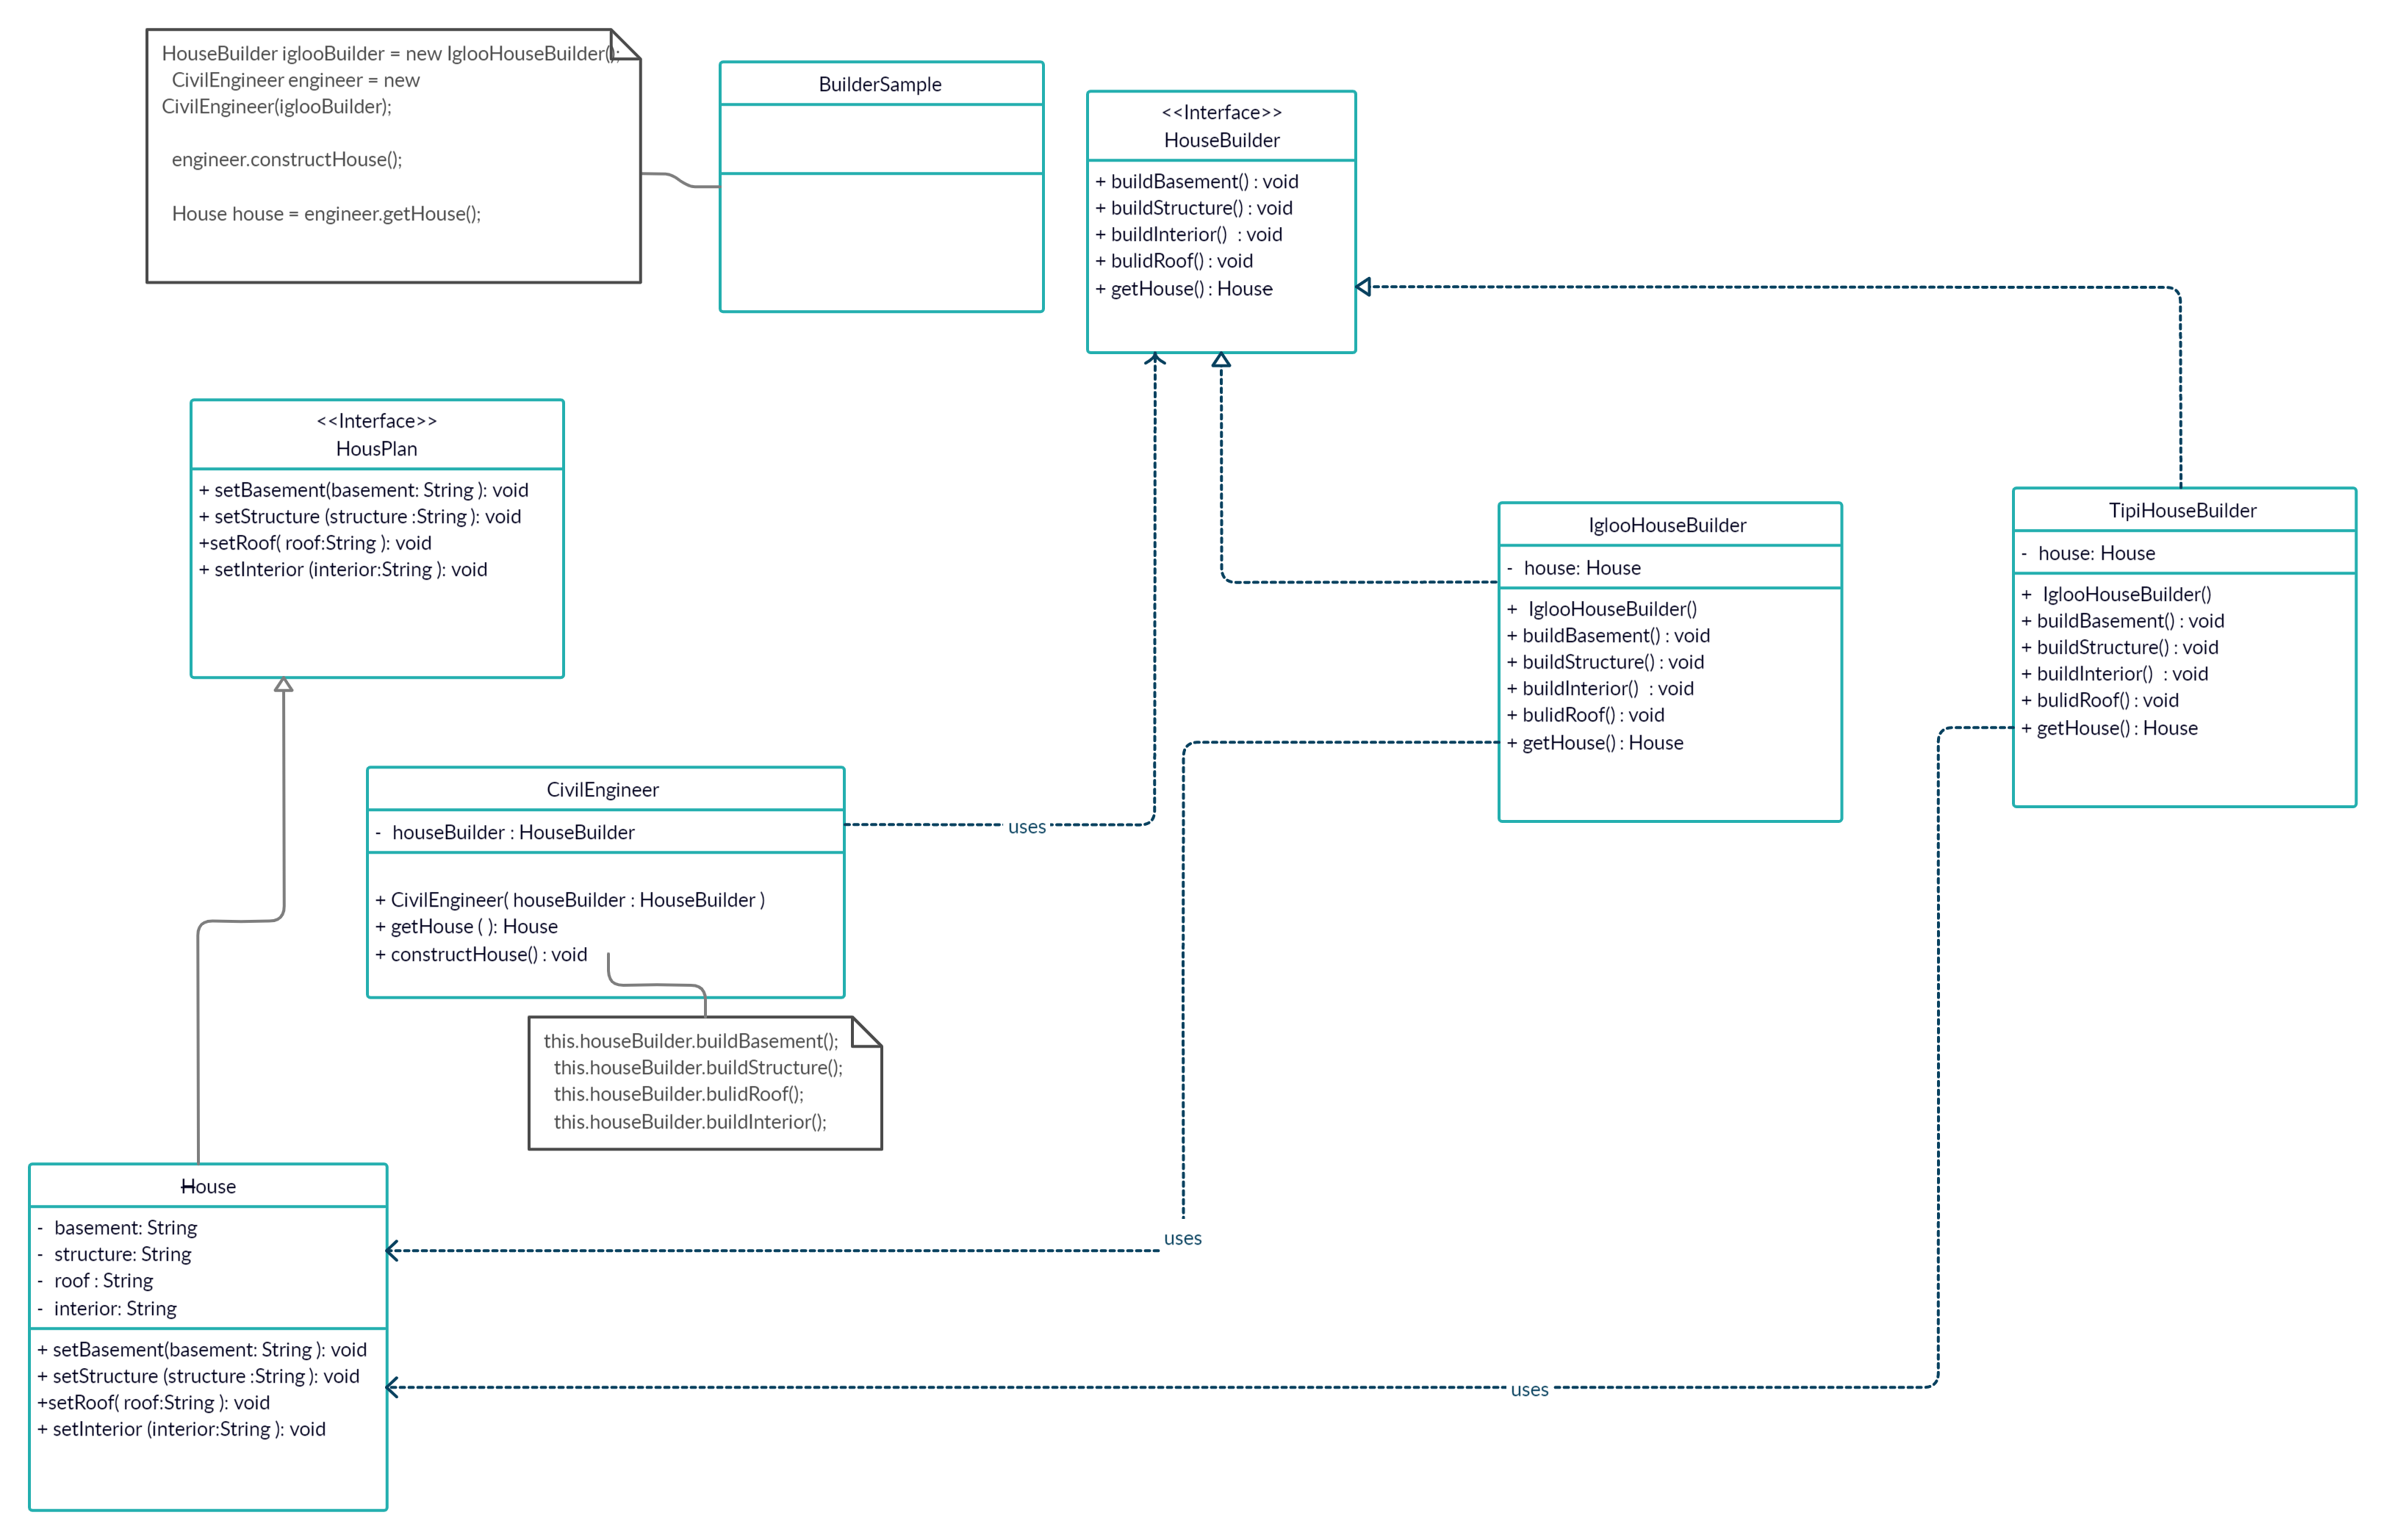 HouseBuilder iglooBuilder = new IglooHouseBuilder();
CivilEngineer engineer = new
CivilEngineer(iglooBuilder);
engineer.constructHouse();
House house = engineer.getHouse();
BuilderSample
<<Interface>>
HouseBuilder
+ buildBasement() : void
+ buildStructure() : void
+ buildInterior()  : void
+ bulidRoof() : void
+ getHouse() : House
<<Interface>>
HousPlan
+ setBasement(basement: String ): void
+ setStructure (structure :String ): void
+setRoof( roof:String ): void
+ setInterior (interior:String ): void
IglooHouseBuilder
- house: House
+ IglooHouseBuilder()
+ buildBasement() : void
+ buildStructure() : void
+ buildInterior()  : void
+ bulidRoof() : void
+ getHouse() : House
TipiHouseBuilder
- house: House
+ IglooHouseBuilder()
+ buildBasement() : void
+ buildStructure() : void
+ buildInterior()  : void
+ bulidRoof() : void
+ getHouse() : House
CivilEngineer
- houseBuilder : HouseBuilder
+ CivilEngineer( houseBuilder : HouseBuilder )
+ getHouse ( ): House
+ constructHouse() : void
uses
this.houseBuilder.buildBasement();
this.houseBuilder.buildStructure();
this.houseBuilder.bulidRoof();
this.houseBuilder.buildInterior();
House
- basement: String
- structure: String
- roof : String
- interior: String
+ setBasement(basement: String ): void
+ setStructure (structure :String ): void
+setRoof( roof:String ): void
+ setInterior (interior:String ): void
uses
uses